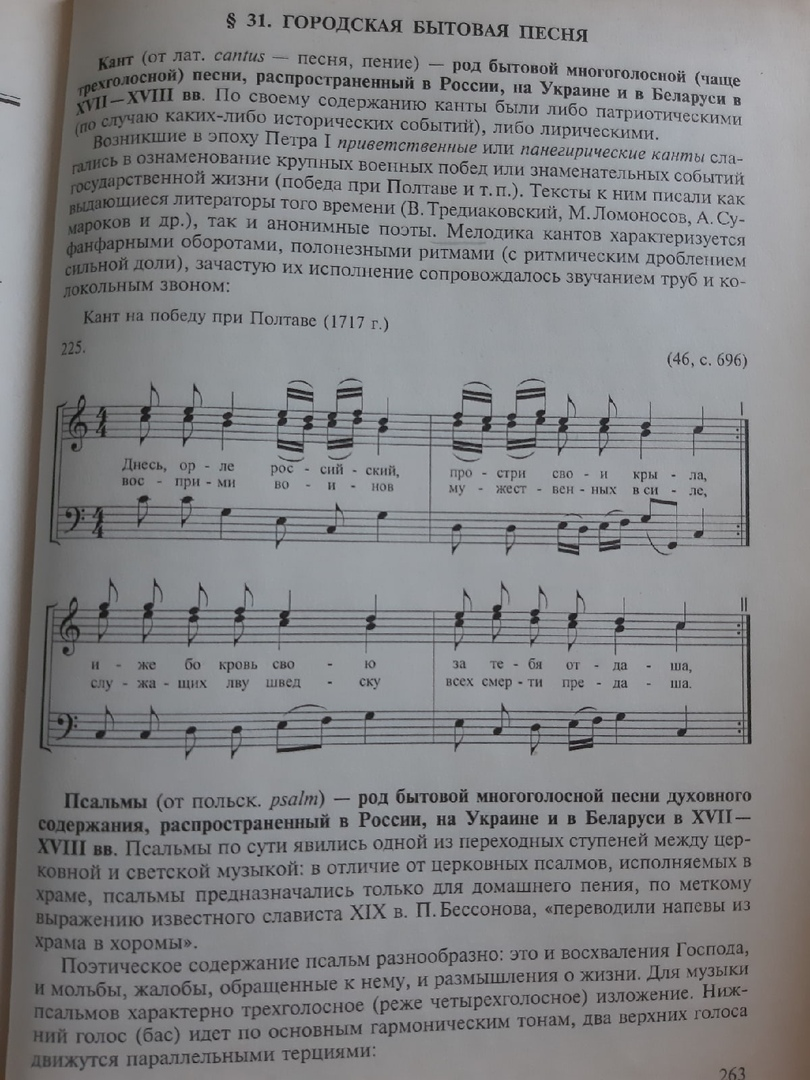 § 31. ГОРОДСКАЯ БЫТОВАЯ ПЕСНЯ
Кант (от лат. cantus — песня, пение) — род бытовой многоголосной (чаще
трехголосной) песни, распространенный в России, на Украине и в Беларуси в
XVII—XVIII вв. По своему содержанию канты были либо патриотическими
(по случаю каких-либо исторических событий), либо лирическими.
Возникшие в эпоху Петра I приветственные или панегирические канты сла-
гались в ознаменование крупных военных побед или знаменательных событий
государственной жизни (победа при Полтаве и т. п.). Тексты к ним писали как
выдающиеся литераторы того времени (В. Тредиаковский, М. Ломоносов, А. Су-
мароков и др.), так и анонимные поэты. Мелодика кантов характеризуется
фанфарными оборотами, полонезными ритмами (с ритмическим дроблением
сильной доли), зачастую их исполнение сопровождалось звучанием труб и ко-
локольным звоном:
Кант на победу при Полтаве (1717 г.)
225.
(46, с. 696)
4 4
Днесь, ор - ле рос - сий - ский, про - стри сво - и кры - ла,
вос - при - ми во - и - нов му - жест - вен - ных в си - ле,
4 4
и - же бо кровь сво - ю за те - бя от - да - ша,
слу - жа - щих лву швед - ску всех смер - ти пре - да - ша.
Псальмы (от польск. psalm) — род бытовой многоголосной песни духовного
содержания, распространенный в России, на Украине и в Беларуси в XVII—
XVIII вв. Псальмы по сути явились одной из переходных ступеней между цер-
ковной и светской музыкой: в отличие от церковных псалмов, исполняемых в
храме, псальмы предназначались только для домашнего пения, по меткому
выражению известного слависта XIX в. П. Бессонова, «переводили напевы из
храма в хоромы».
Поэтическое содержание псальм разнообразно: это и восхваления Господа,
и мольбы, жалобы, обращенные к нему, и размышления о жизни. Для музыки
псальмов характерно трехголосное (реже четырехголосное) изложение. Ниж-
ний голос (бас) идет по основным гармоническим тонам, два верхних голоса
движутся параллельными терциями:
263